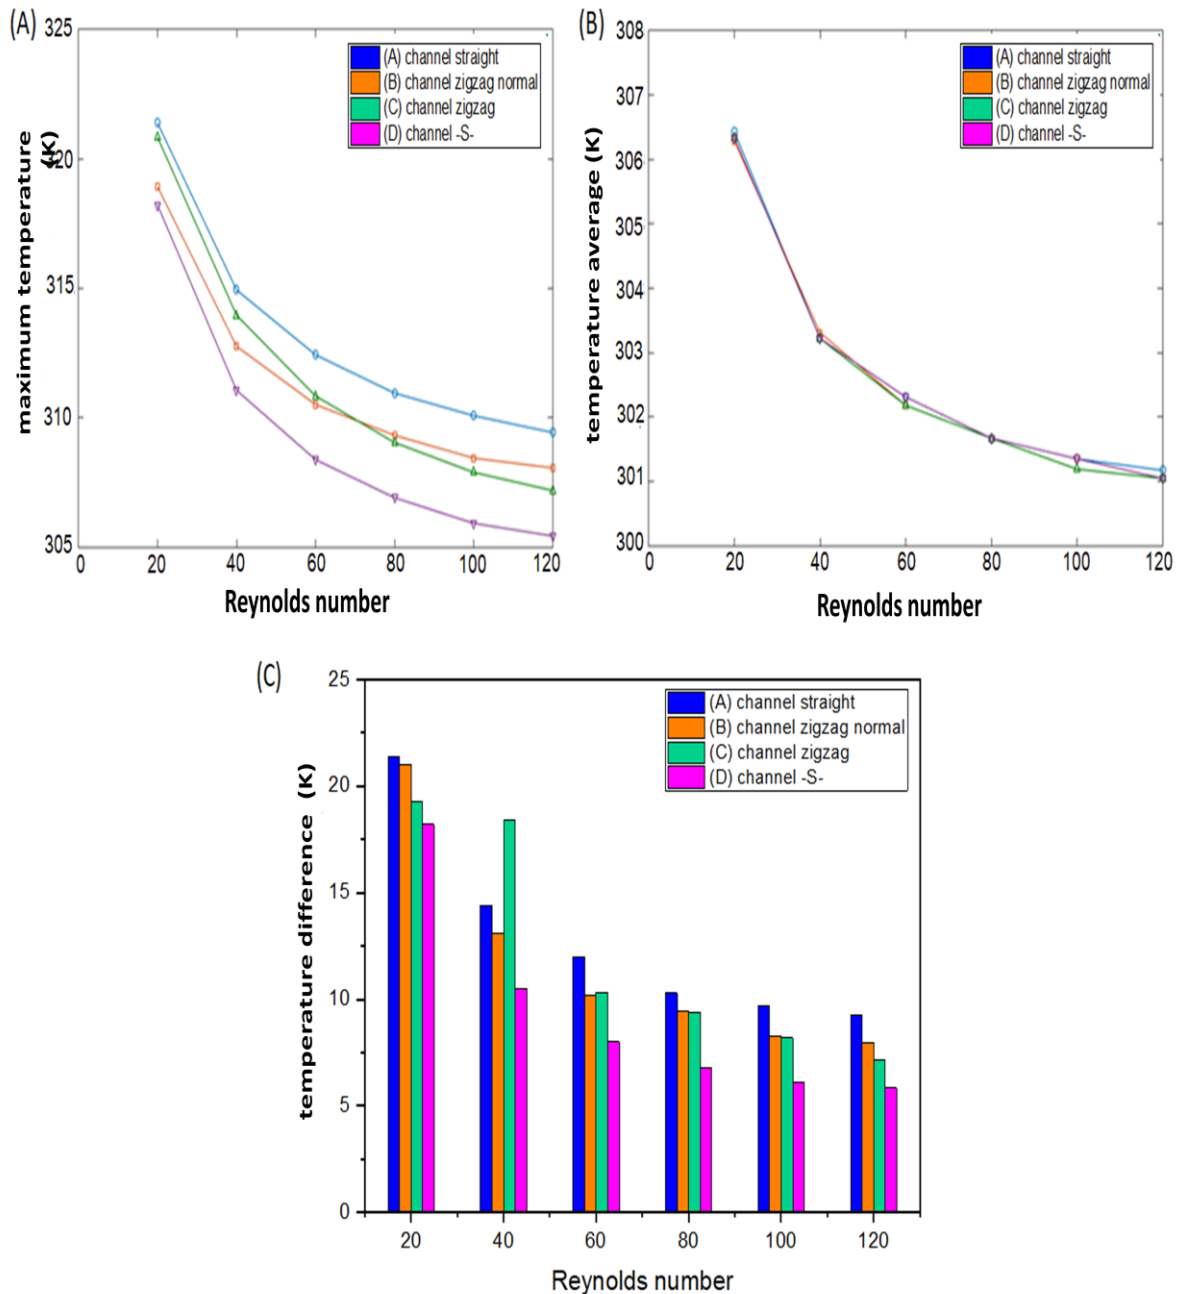 (A)
325
320
315
310
305
0 20 40 60 80 100 120
maximum temperature
(K)
Reynolds number
(A) channel straight
(B) channel zigzag normal
(C) channel zigzag
(D) channel -S-
(B)
308
307
306
305
304
303
302
301
300
0 20 40 60 80 100 120
temperature average (K)
Reynolds number
(A) channel straight
(B) channel zigzag normal
(C) channel zigzag
(D) channel -S-
(C)
25
20
15
10
5
0
20 40 60 80 100 120
temperature difference (K)
Reynolds number
(A) channel straight
(B) channel zigzag normal
(C) channel zigzag
(D) channel -S-